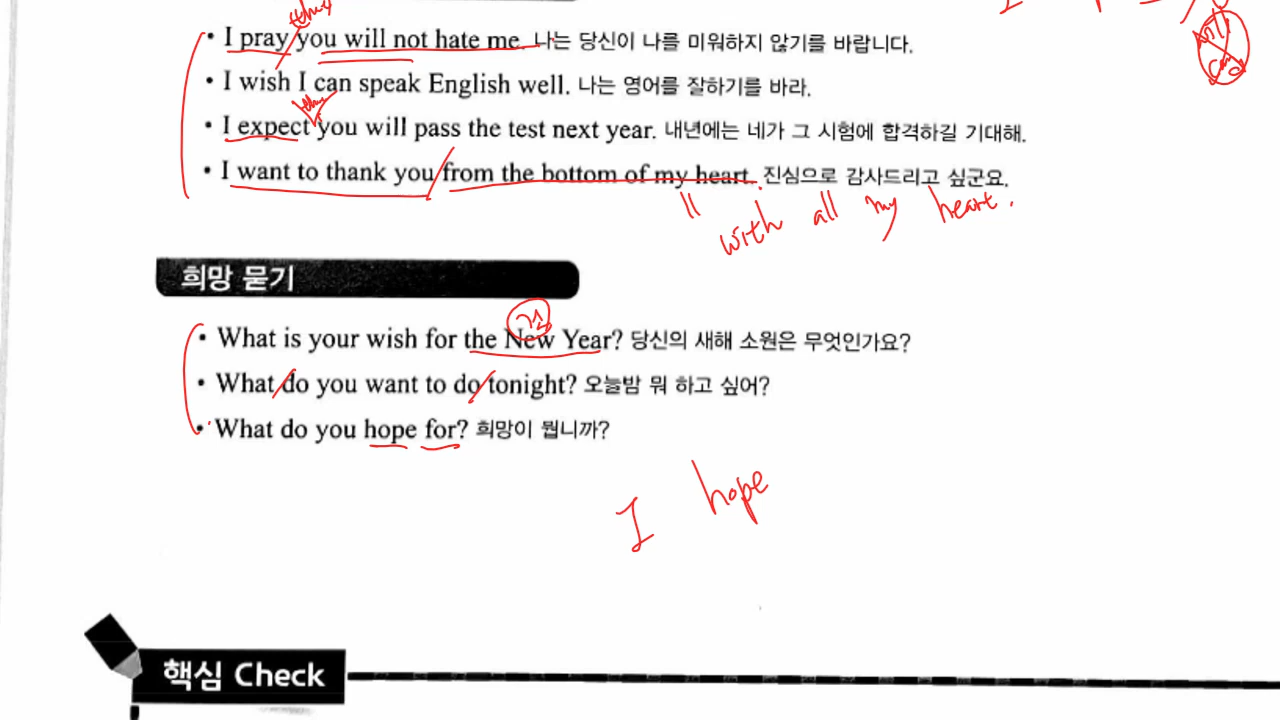 that
• I pray you will not hate me. 나는 당신이 나를 미워하지 않기를 바랍니다.
• I wish I can speak English well. 나는 영어를 잘하기를 바라.
that
• I expect you will pass the test next year. 내년에는 네가 그 시험에 합격하길 기대해.
• I want to thank you from the bottom of my heart. 진심으로 감사드리고 싶군요.
with all my heart.
희망 묻기
• What is your wish for the New Year? 당신의 새해 소원은 무엇인가요?
• What do you want to do tonight? 오늘밤 뭐 하고 싶어?
• What do you hope for? 희망이 뭡니까?
I hope
핵심 Check